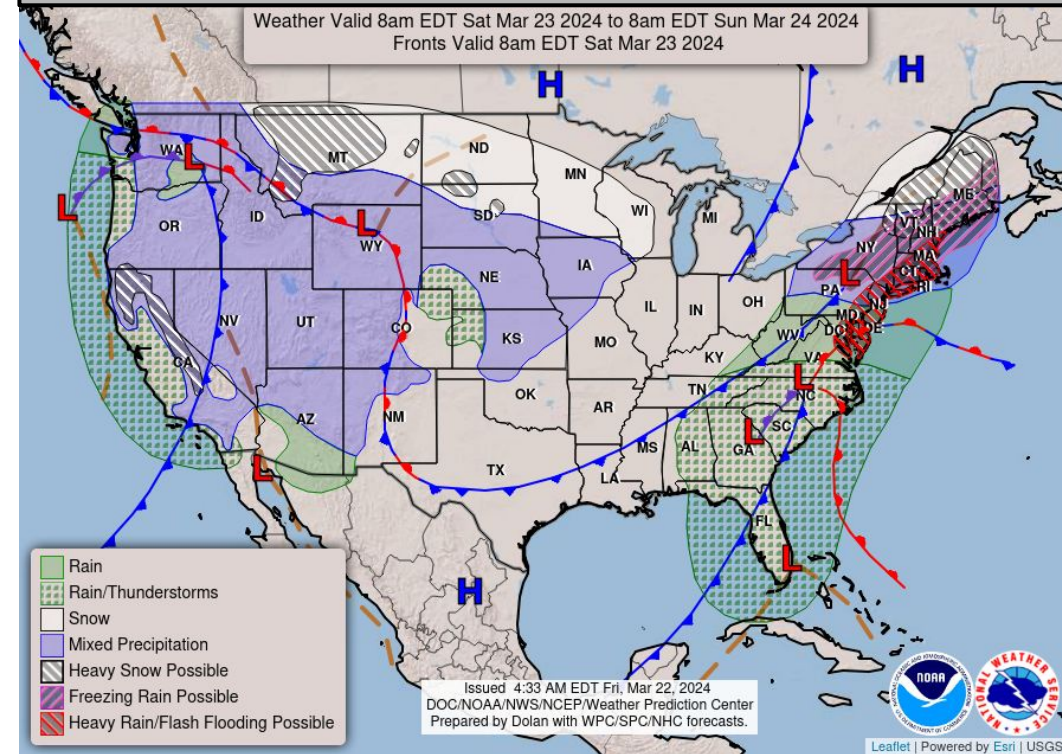 Weather Valid 8am EDT Sat Mar 23 2024 to 8am EDT Sun Mar 24 2024
Fronts Valid 8am EDT Sat Mar 23 2024
H
H
WA
L
MT
ND
MN
WI
MI
ME
VT
NH
L
OR
ID
L
WY
SD
NY
MA
CT
RI
L
PA
NJ
IA
NE
IL
IN
OH
MD
DE
DC
NV
UT
CO
KS
MO
WV
VA
KY
CA
L
NC
TN
OK
AR
AZ
NM
SC
L
GA
AL
MS
L
TX
LA
FL
L
H
Rain
Rain/Thunderstorms
Snow
Mixed Precipitation
Heavy Snow Possible
Freezing Rain Possible
Heavy Rain/Flash Flooding Possible
Issued 4:33 AM EDT Fri, Mar 22, 2024
DOC/NOAA/NWS/NCEP/Weather Prediction Center
Prepared by Dolan with WPC/SPC/NHC forecasts.
NOAA
NATIONAL WEATHER SERVICE
Leaflet | Powered by Esri | USGS